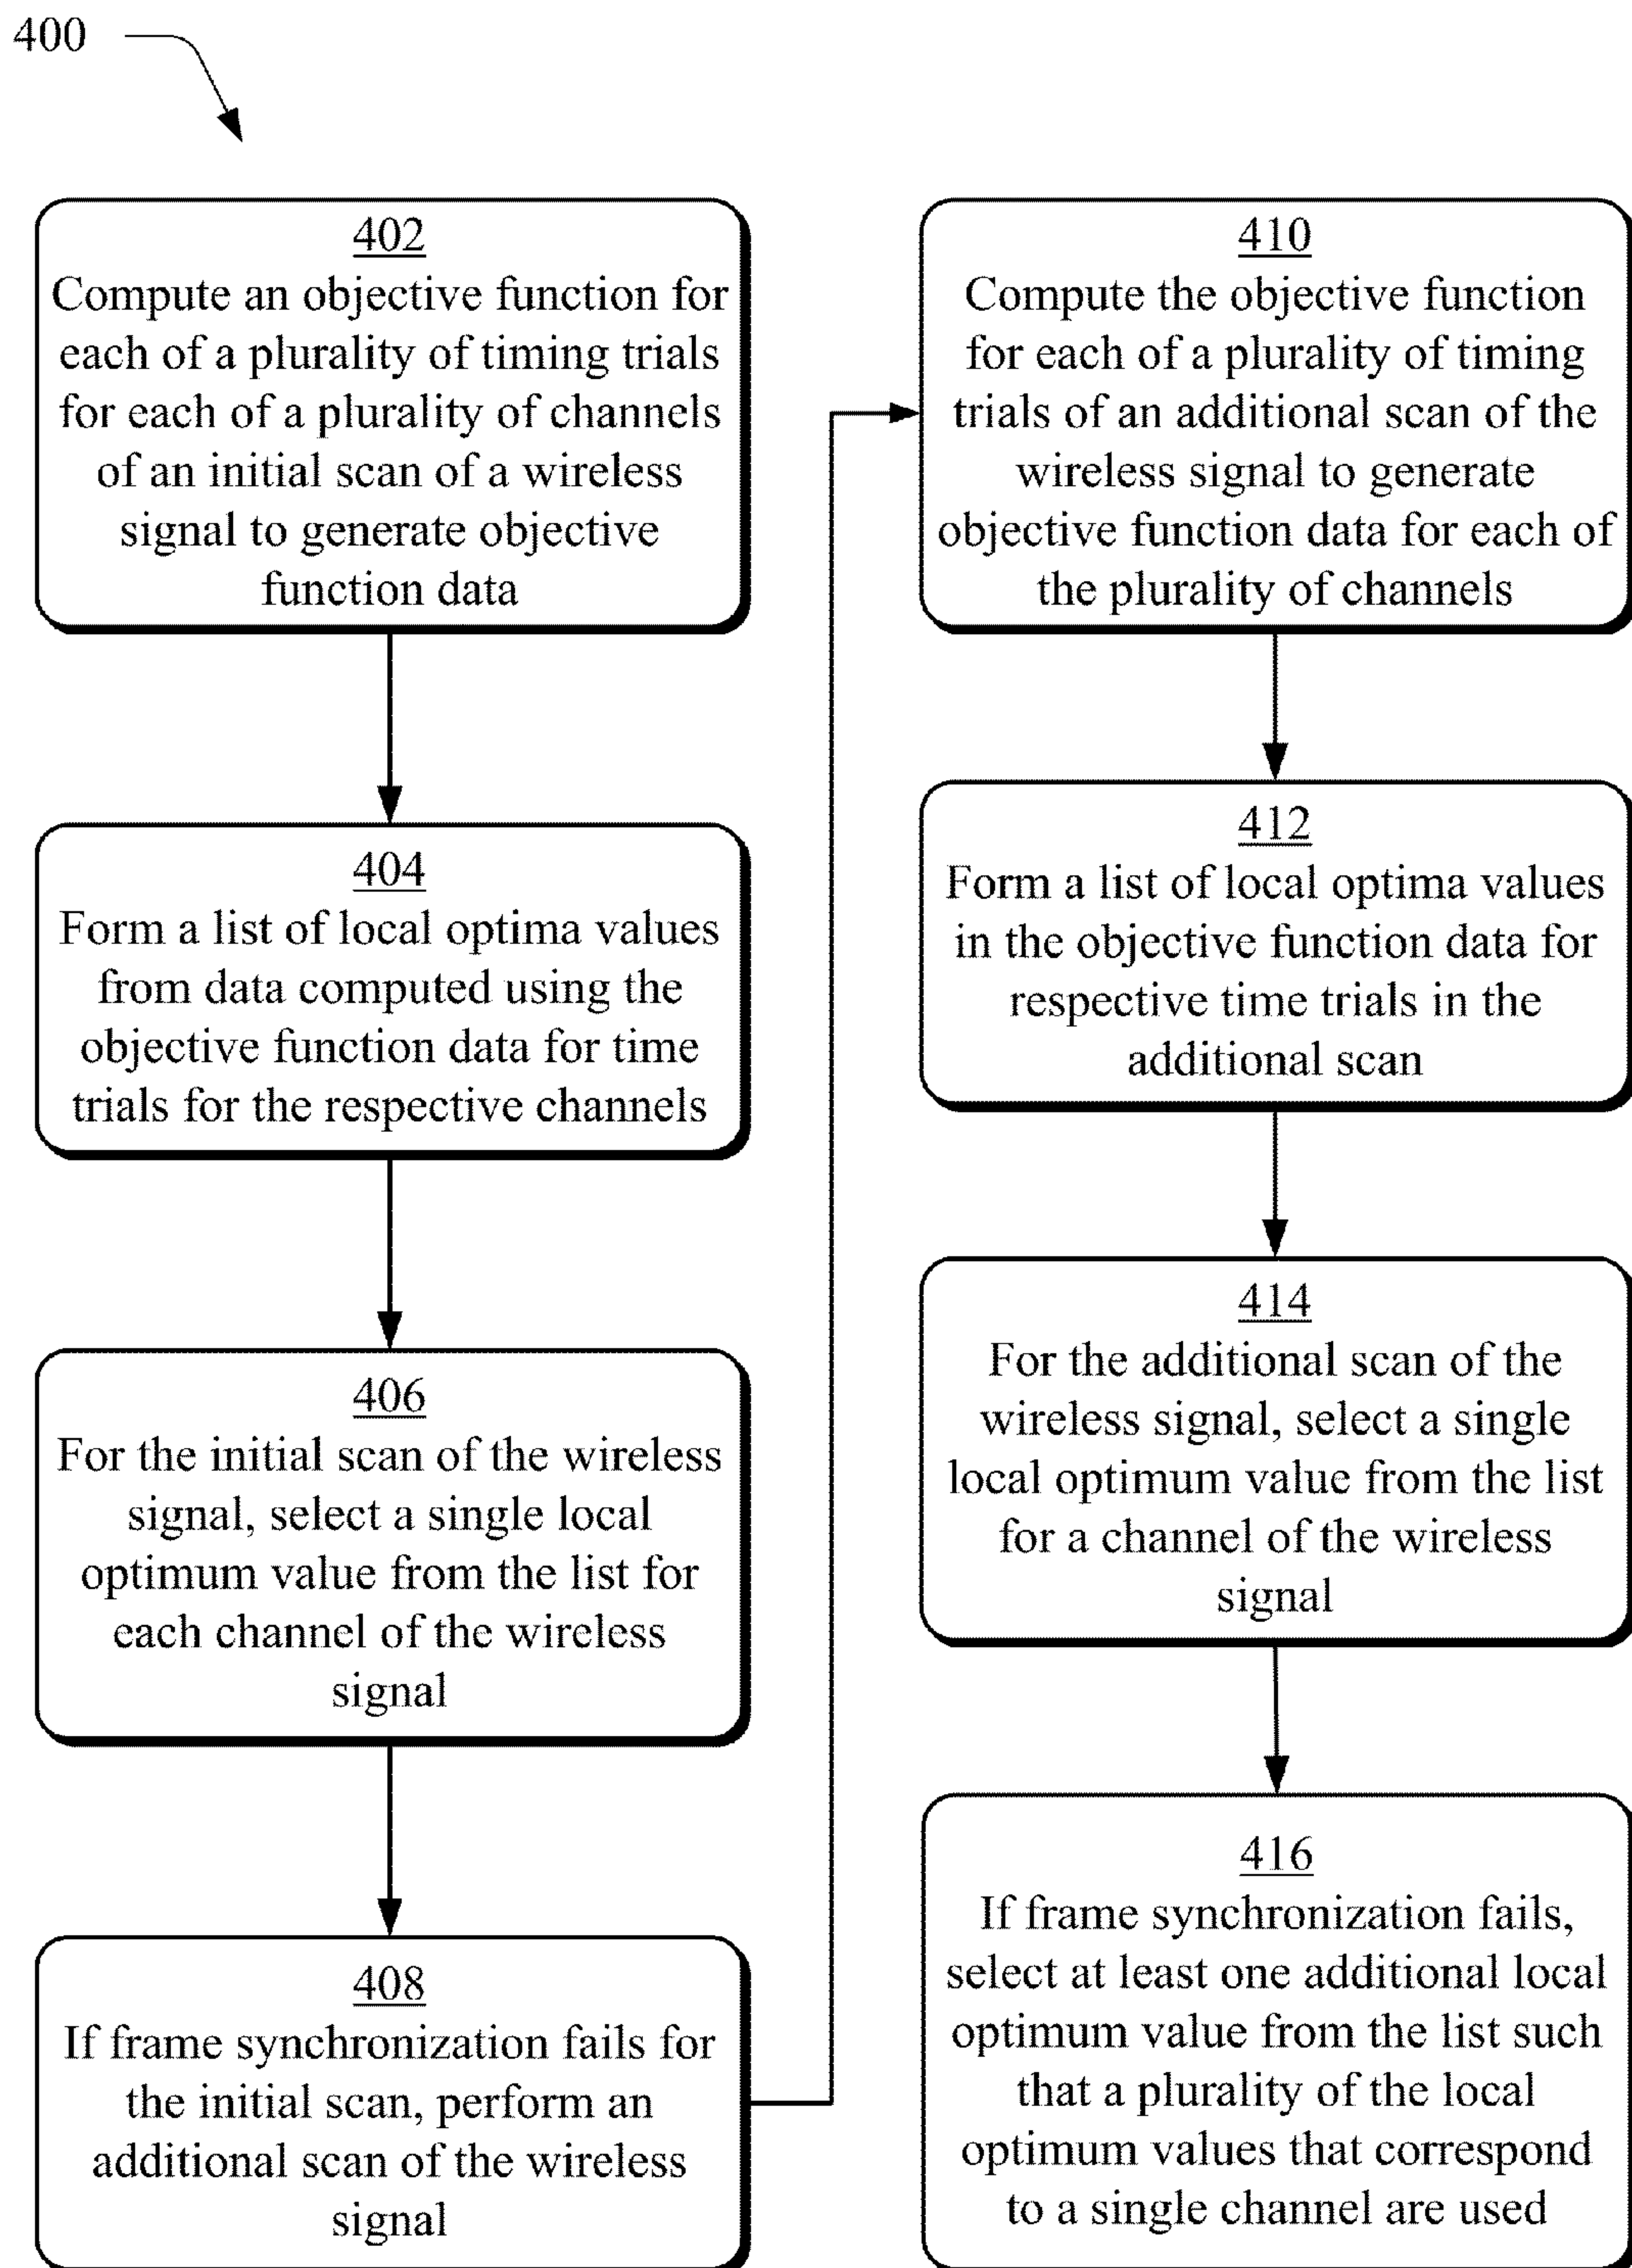 400
402
Compute an objective function for
each of a plurality of timing trials
for each of a plurality of channels
of an initial scan of a wireless
signal to generate objective
function data
404
Form a list of local optima values
from data computed using the
objective function data for time
trials for the respective channels
406
For the initial scan of the wireless
signal, select a single local
optimum value from the list for
each channel of the wireless
signal
408
If frame synchronization fails for
the initial scan, perform an
additional scan of the wireless
signal
410
Compute the objective function
for each of a plurality of timing
trials of an additional scan of the
wireless signal to generate
objective function data for each of
the plurality of channels
412
Form a list of local optima values
in the objective function data for
respective time trials in the
additional scan
414
For the additional scan of the
wireless signal, select a single
local optimum value from the list
for a channel of the wireless
signal
416
If frame synchronization fails,
select at least one additional local
optimum value from the list such
that a plurality of the local
optimum values that correspond
to a single channel are used